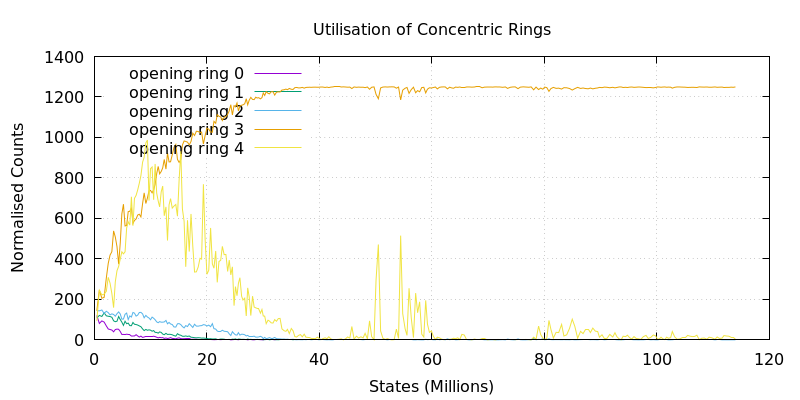 Utilisation of Concentric Rings
1400
1200
1000
800
600
400
200
0
Normalised Counts
opening ring 0
opening ring 1
opening ring 2
opening ring 3
opening ring 4
0 20 40 60 80 100 120
States (Millions)